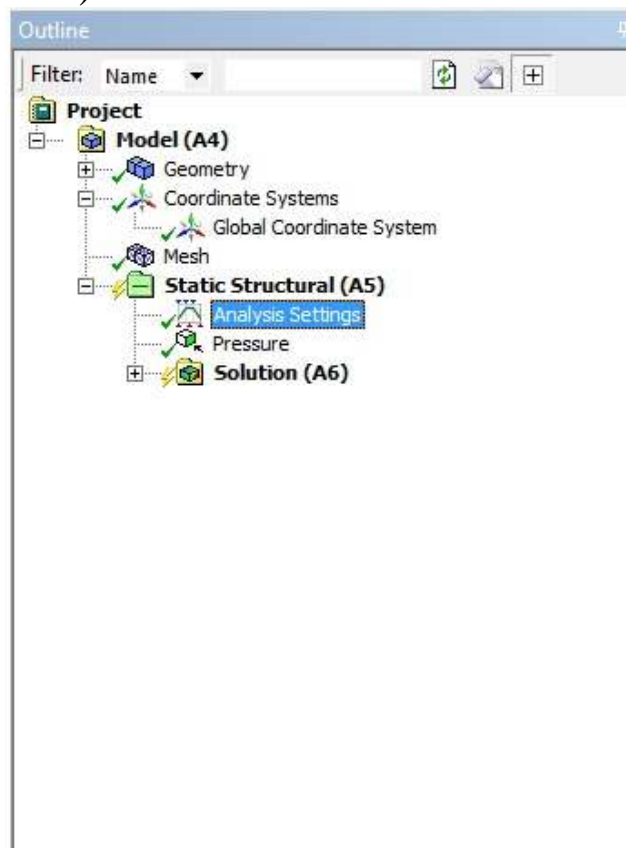 Outline
Filter: Name
Project
Model (A4)
Geometry
Coordinate Systems
Global Coordinate System
Mesh
Static Structural (A5)
Analysis Settings
Pressure
Solution (A6)